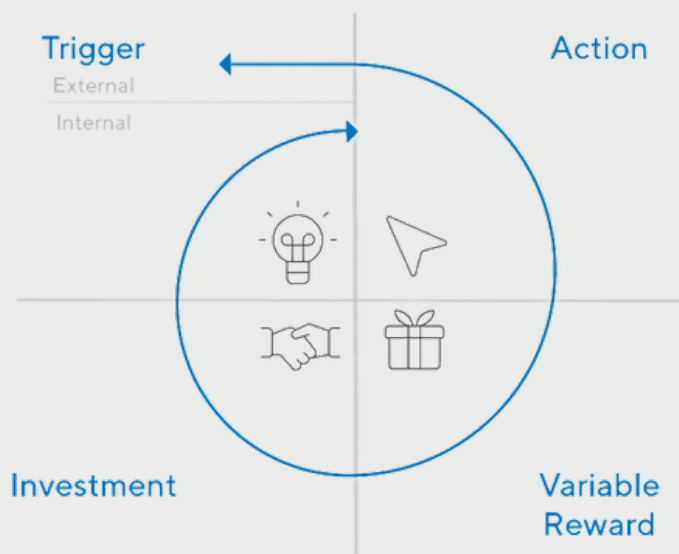 Trigger
Action
External
Internal
Investment
Variable
Reward